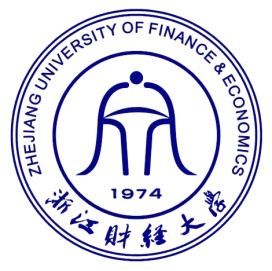 ZHEJIANG UNIVERSITY OF FINANCE & ECONOMICS
1974
浙江财经大学